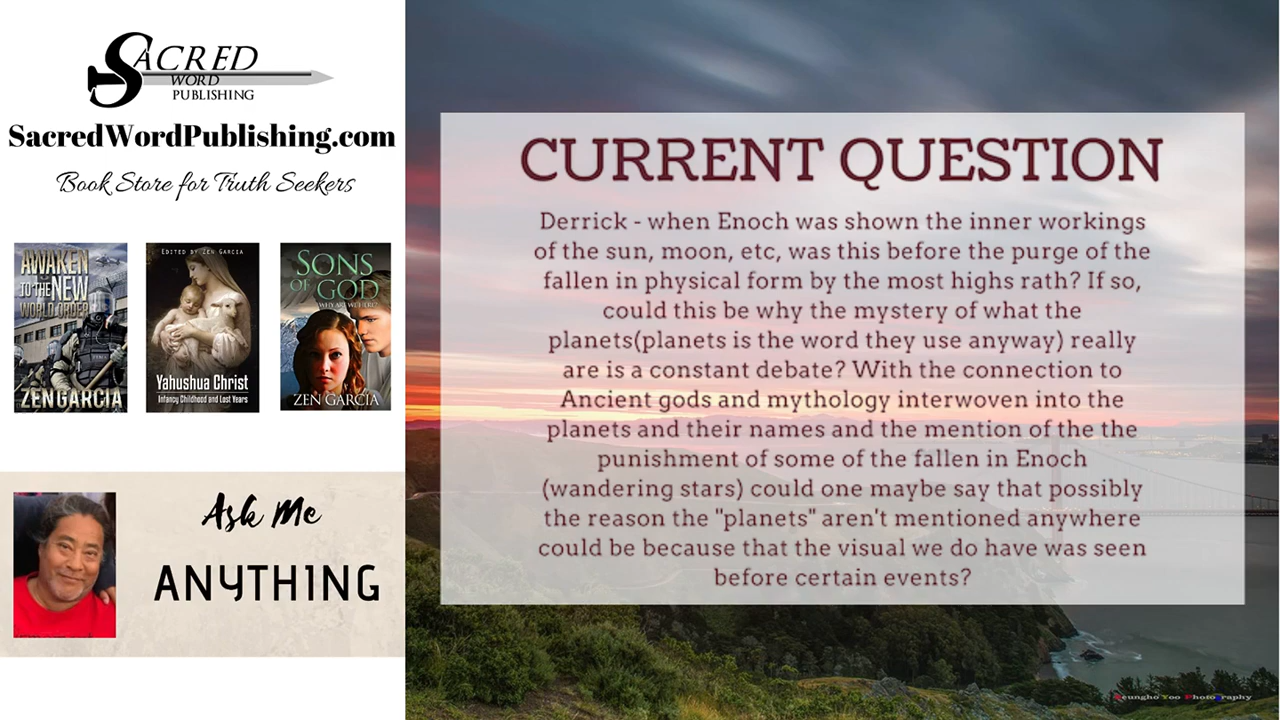 SACRED
WORD
PUBLISHING
SacredWordPublishing.com
Book Store for Truth Seekers
AWAKEN
TO THE NEW
WORLD ORDER
ZEN GARCIA
EDITED BY ZEN GARCIA
Yahushua Christ
Infancy Childhood and Lost Years
SONS
OF GOD
WHY ARE WE HERE?
ZEN GARCIA
Ask Me
ANYTHING
CURRENT QUESTION
Derrick - when Enoch was shown the inner workings
of the sun, moon, etc, was this before the purge of the
fallen in physical form by the most highs rath? If so,
could this be why the mystery of what the
planets(planets is the word they use anyway) really
are is a constant debate? With the connection to
Ancient gods and mythology interwoven into the
planets and their names and the mention of the the
punishment of some of the fallen in Enoch
(wandering stars) could one maybe say that possibly
the reason the "planets" aren't mentioned anywhere
could be because that the visual we do have was seen
before certain events?
Seungho Yoo PhotoGraphy